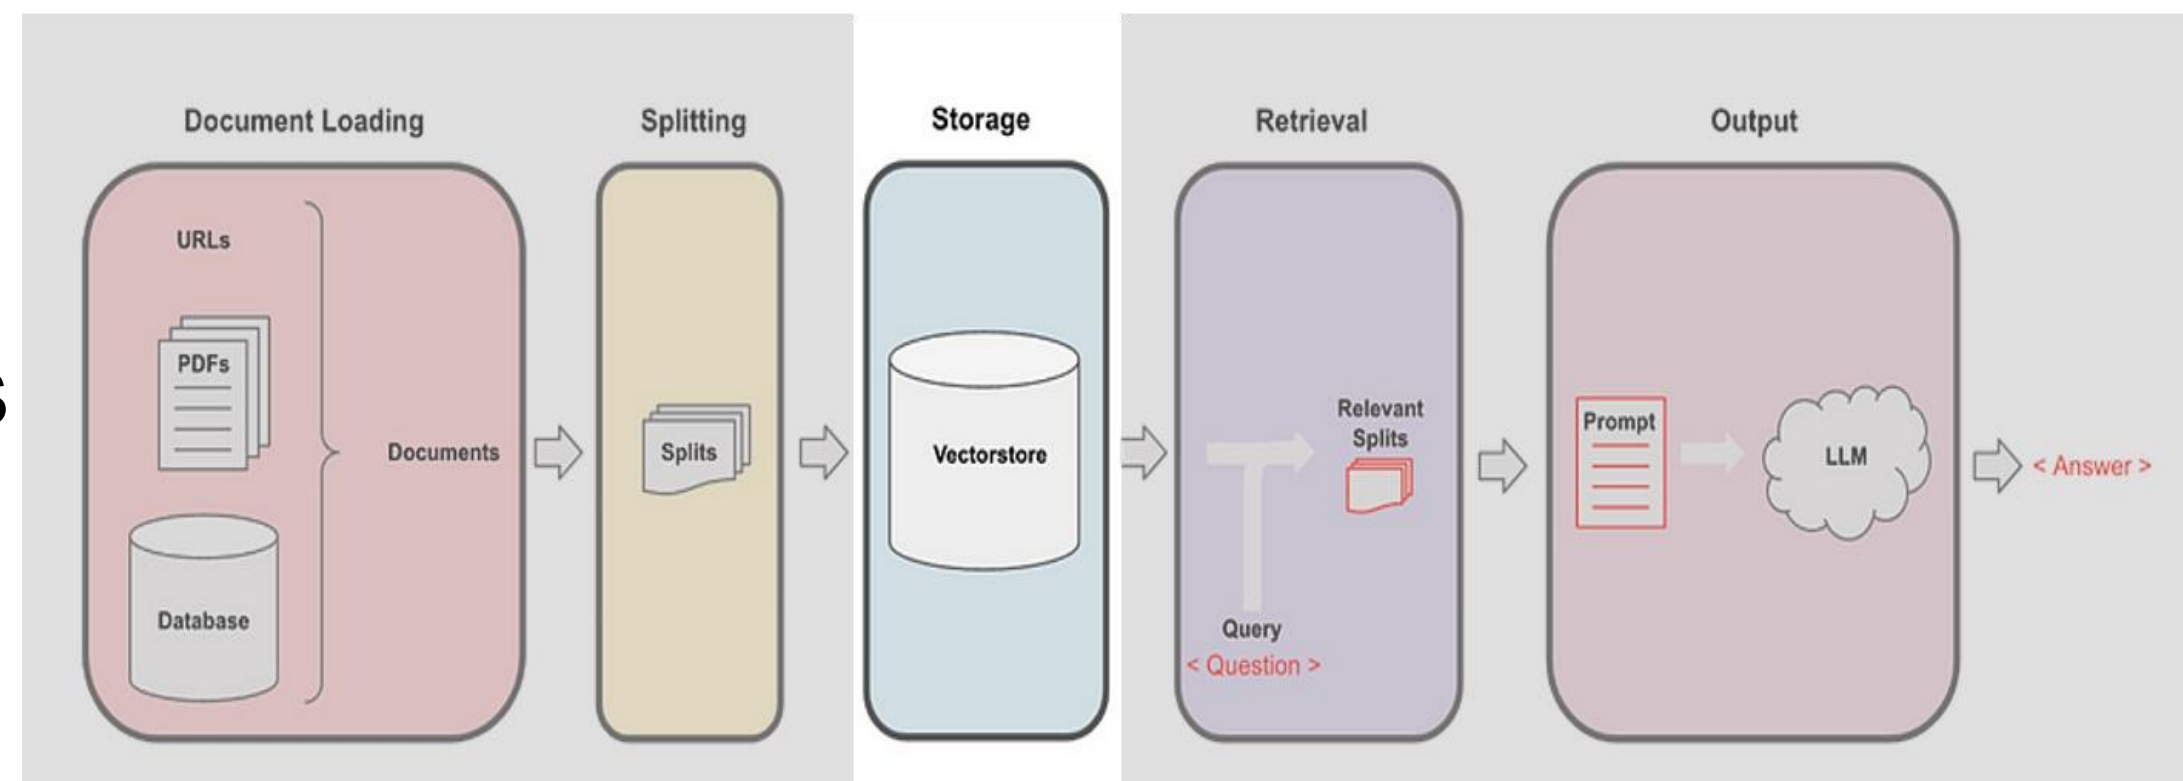 Document Loading
Splitting
Storage
Retrieval
Output
URLs
PDFs
Documents
Database
Splits
Vectorstore
Relevant
Splits
Query
< Question >
Prompt
LLM
< Answer >